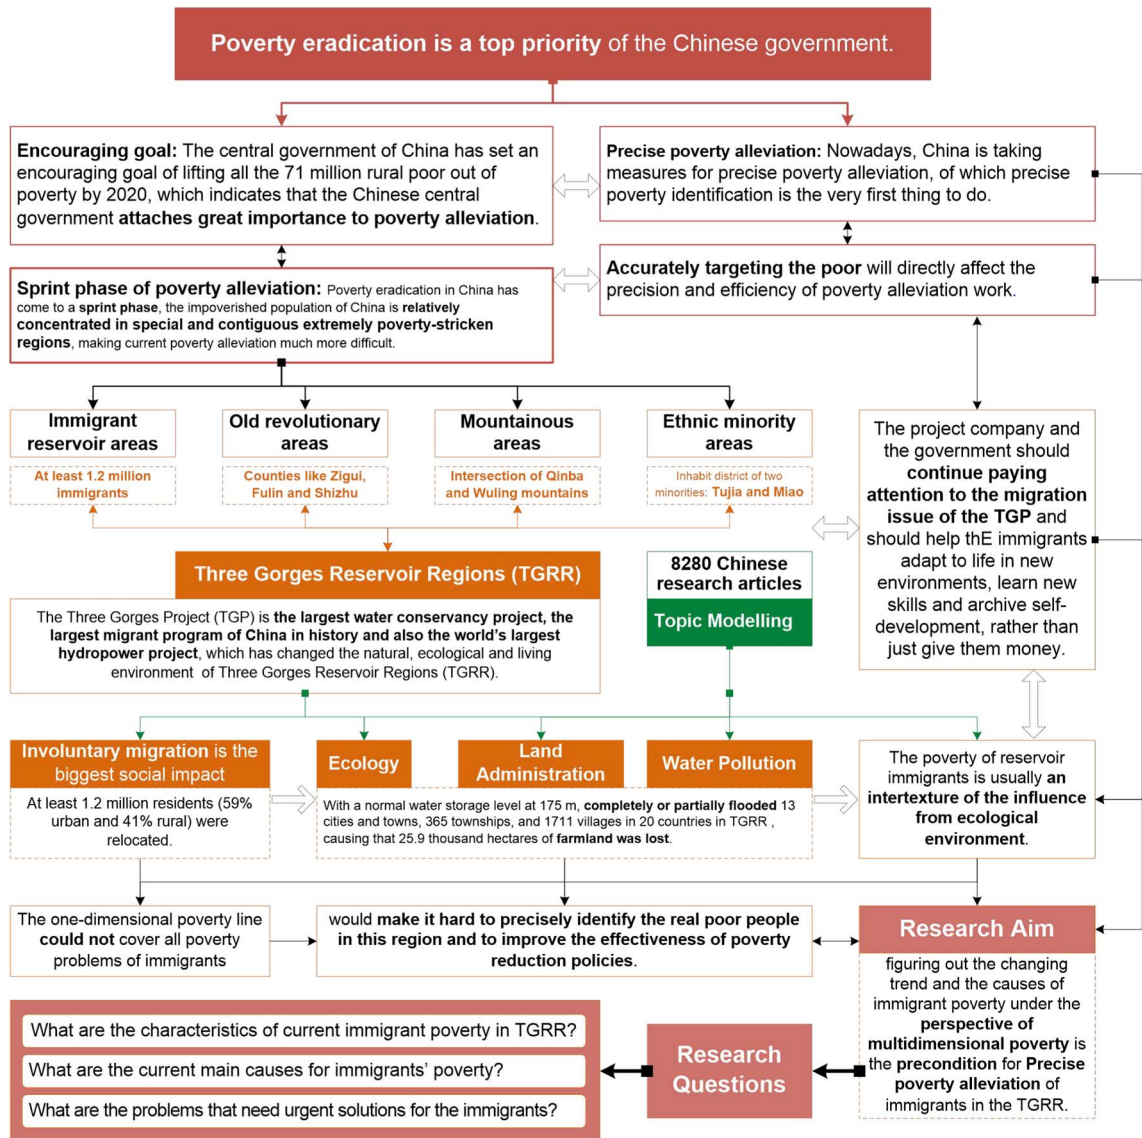 Poverty eradication is a top priority of the Chinese government.
Encouraging goal: The central government of China has set an
encouraging goal of lifting all the 71 million rural poor out of
poverty by 2020, which indicates that the Chinese central
government attaches great importance to poverty alleviation.
Precise poverty alleviation: Nowadays, China is taking
measures for precise poverty alleviation, of which precise
poverty identification is the very first thing to do.
Sprint phase of poverty alleviation: Poverty eradication in China has
come to a sprint phase, the impoverished population of China is relatively
concentrated in special and contiguous extremely poverty-stricken
regions, making current poverty alleviation much more difficult.
Accurately targeting the poor will directly affect the
precision and efficiency of poverty alleviation work.
Immigrant
reservoir areas
Old revolutionary
areas
Mountainous
areas
Ethnic minority
areas
At least 1.2 million
immigrants
Counties like Zigui,
Fulin and Shizhu
Intersection of Qinba
and Wuling mountains
Inhabit district of two
minorities: Tujia and Miao
The project company and
the government should
continue paying
attention to the migration
issue of the TGP and
should help thE immigrants
adapt to life in new
environments, learn new
skills and archive self-
development, rather than
just give them money.
Three Gorges Reservoir Regions (TGRR)
The Three Gorges Project (TGP) is the largest water conservancy project, the
largest migrant program of China in history and also the world's largest
hydropower project, which has changed the natural, ecological and living
environment of Three Gorges Reservoir Regions (TGRR).
8280 Chinese
research articles
Topic Modelling
Involuntary migration is the
biggest social impact
At least 1.2 million residents (59%
urban and 41% rural) were
relocated.
Ecology
Land
Administration
Water Pollution
With a normal water storage level at 175 m, completely or partially flooded 13
cities and towns, 365 townships, and 1711 villages in 20 countries in TGRR ,
causing that 25.9 thousand hectares of farmland was lost.
The poverty of reservoir
immigrants is usually an
intertexture of the influence
from ecological
environment.
The one-dimensional poverty line
could not cover all poverty
problems of immigrants
would make it hard to precisely identify the real poor people
in this region and to improve the effectiveness of poverty
reduction policies.
Research Aim
figuring out the changing
trend and the causes of
immigrant poverty under the
perspective of
multidimensional poverty is
the precondition for Precise
poverty alleviation of
immigrants in the TGRR.
Research
Questions
What are the characteristics of current immigrant poverty in TGRR?
What are the current main causes for immigrants' poverty?
What are the problems that need urgent solutions for the immigrants?